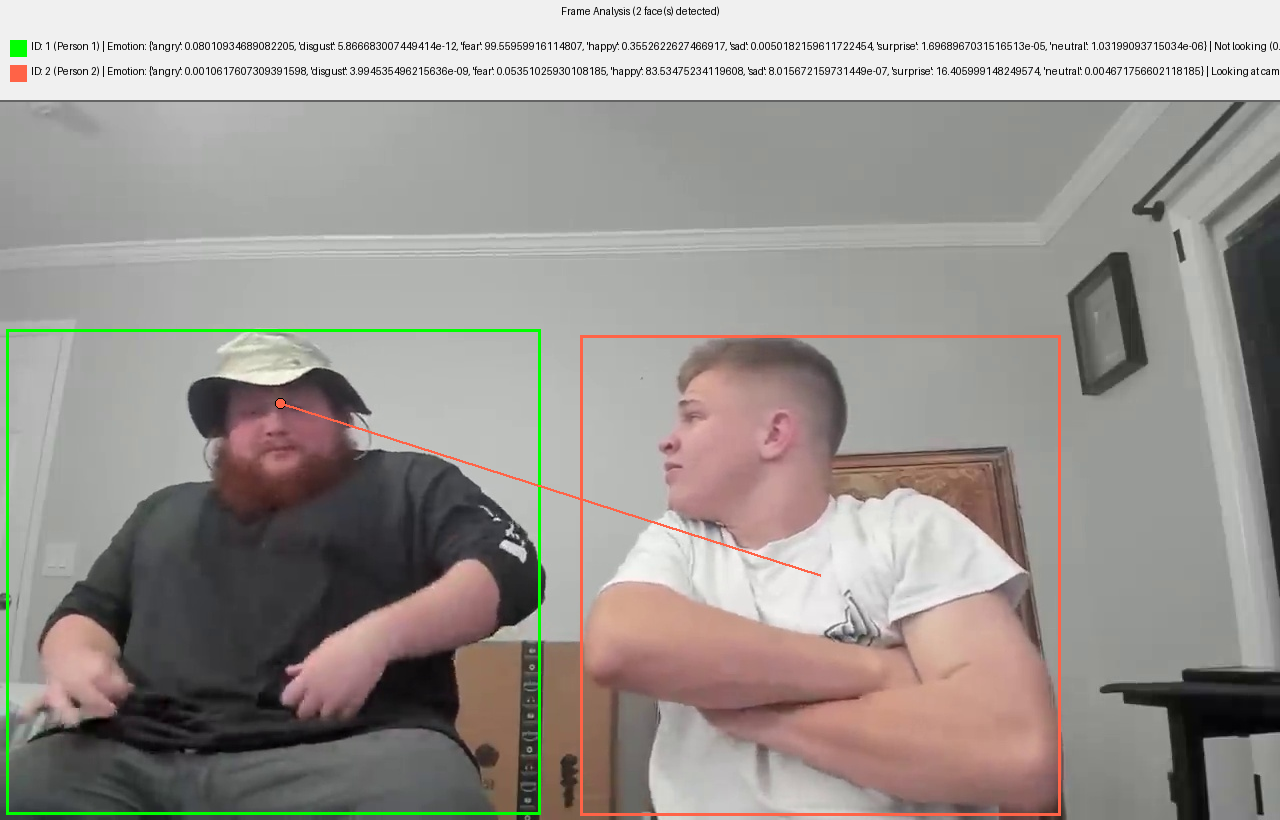 Frame Analysis (2 face(s) detected)
ID: 1 (Person 1) | Emotion: {'angry': 0.08010934689082205, 'disgust': 5.866683007449414e-12, 'fear': 99.55959916114807, 'happy': 0.3552622627466917, 'sad': 0.0050182159611722454, 'surprise': 1.6968967031516513e-05, 'neutral': 1.03199093715034e-06} | Not looking (0.
ID: 2 (Person 2) | Emotion: {'angry': 0.0010617607309391598, 'disgust': 3.994535496215636e-09, 'fear': 0.05351025930108185, 'happy': 83.53475234119608, 'sad': 8.015672159731449e-07, 'surprise': 16.405999148249574, 'neutral': 0.004671756602118185} | Looking at cam